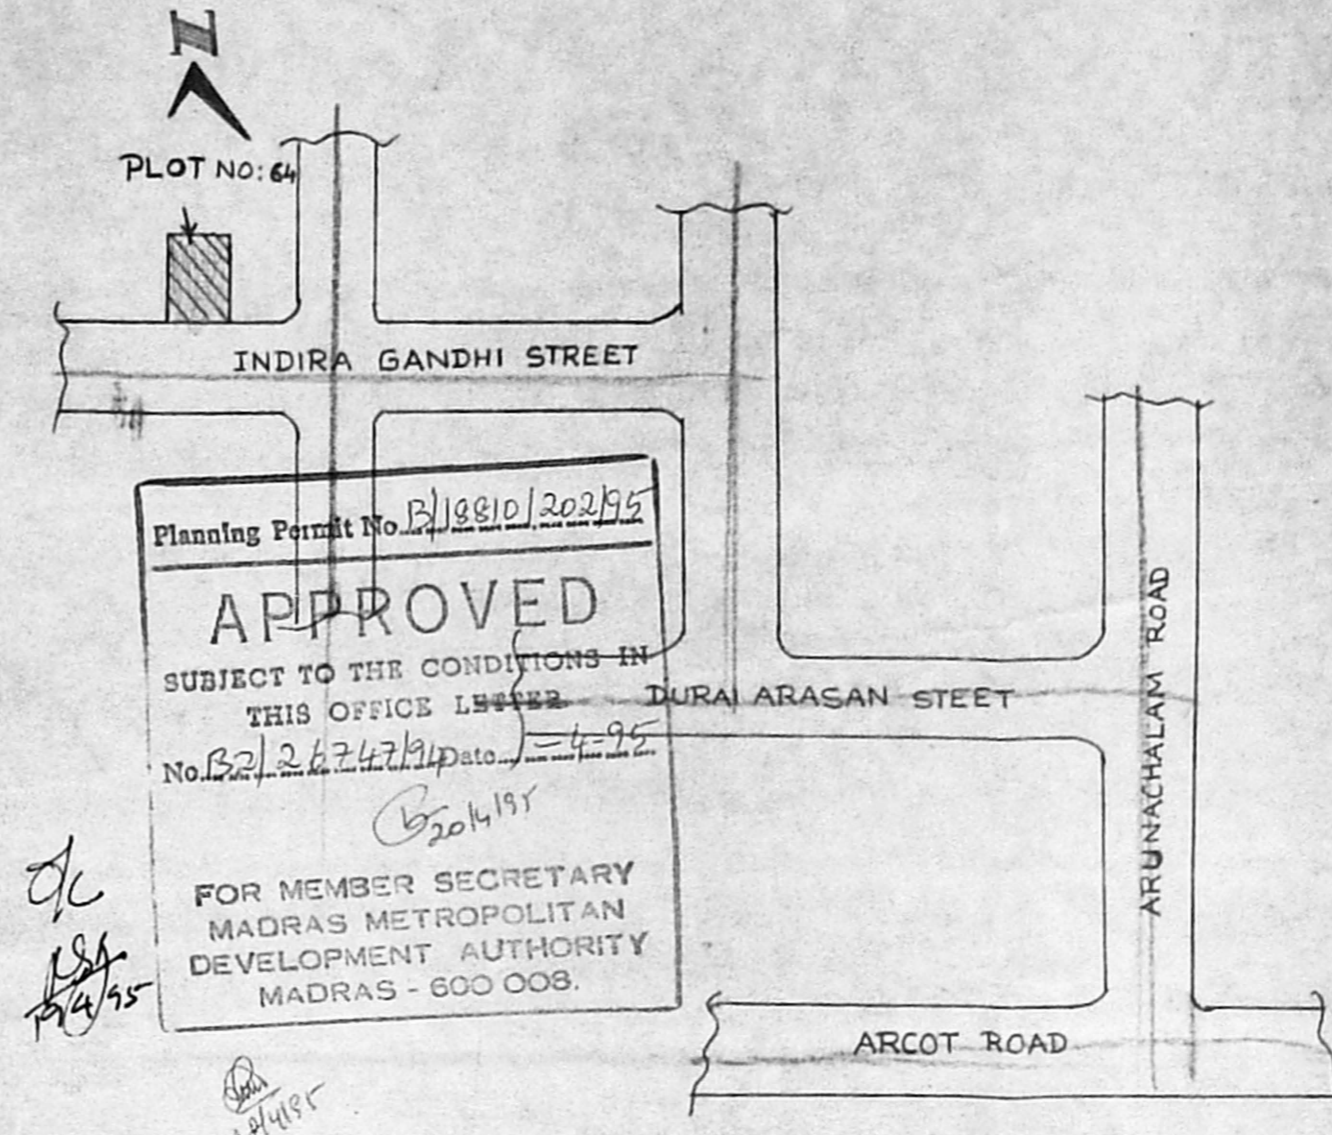 N
PLOT NO: 64
INDIRA GANDHI STREET
Planning Permit No. B/18810/202/95
APPROVED
SUBJECT TO THE CONDITIONS IN
THIS OFFICE LETTER
No. B2/26747/94 Date -4-95
20/4/95
FOR MEMBER SECRETARY
MADRAS METROPOLITAN
DEVELOPMENT AUTHORITY
MADRAS - 600 008.
DURAI ARASAN STEET
ARUNACHALAM ROAD
ARCOT ROAD
O/C
19/4/95